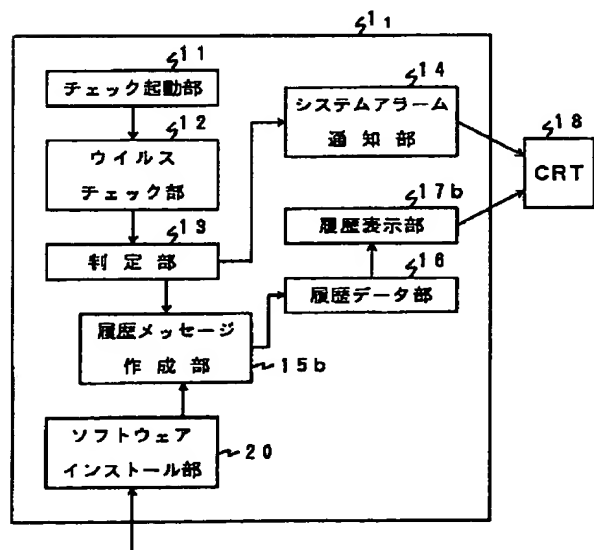 1₁
11
チェック起動部
12
ウイルス
チェック部
13
判定部
14
システムアラーム
通知部
18
CRT
17b
履歴表示部
16
履歴データ部
履歴メッセージ
作成部
15b
ソフトウェア
インストール部
20